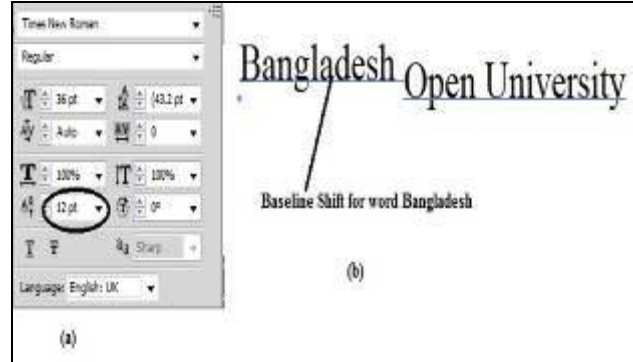 Times New Roman
Regular
36 pt (43.2 pt
Auto 0
100% 100%
12 pt 0°
T T aa Sharp
Language: English: UK
(a)
Bangladesh Open University
Baseline Shift for word Bangladesh
(b)